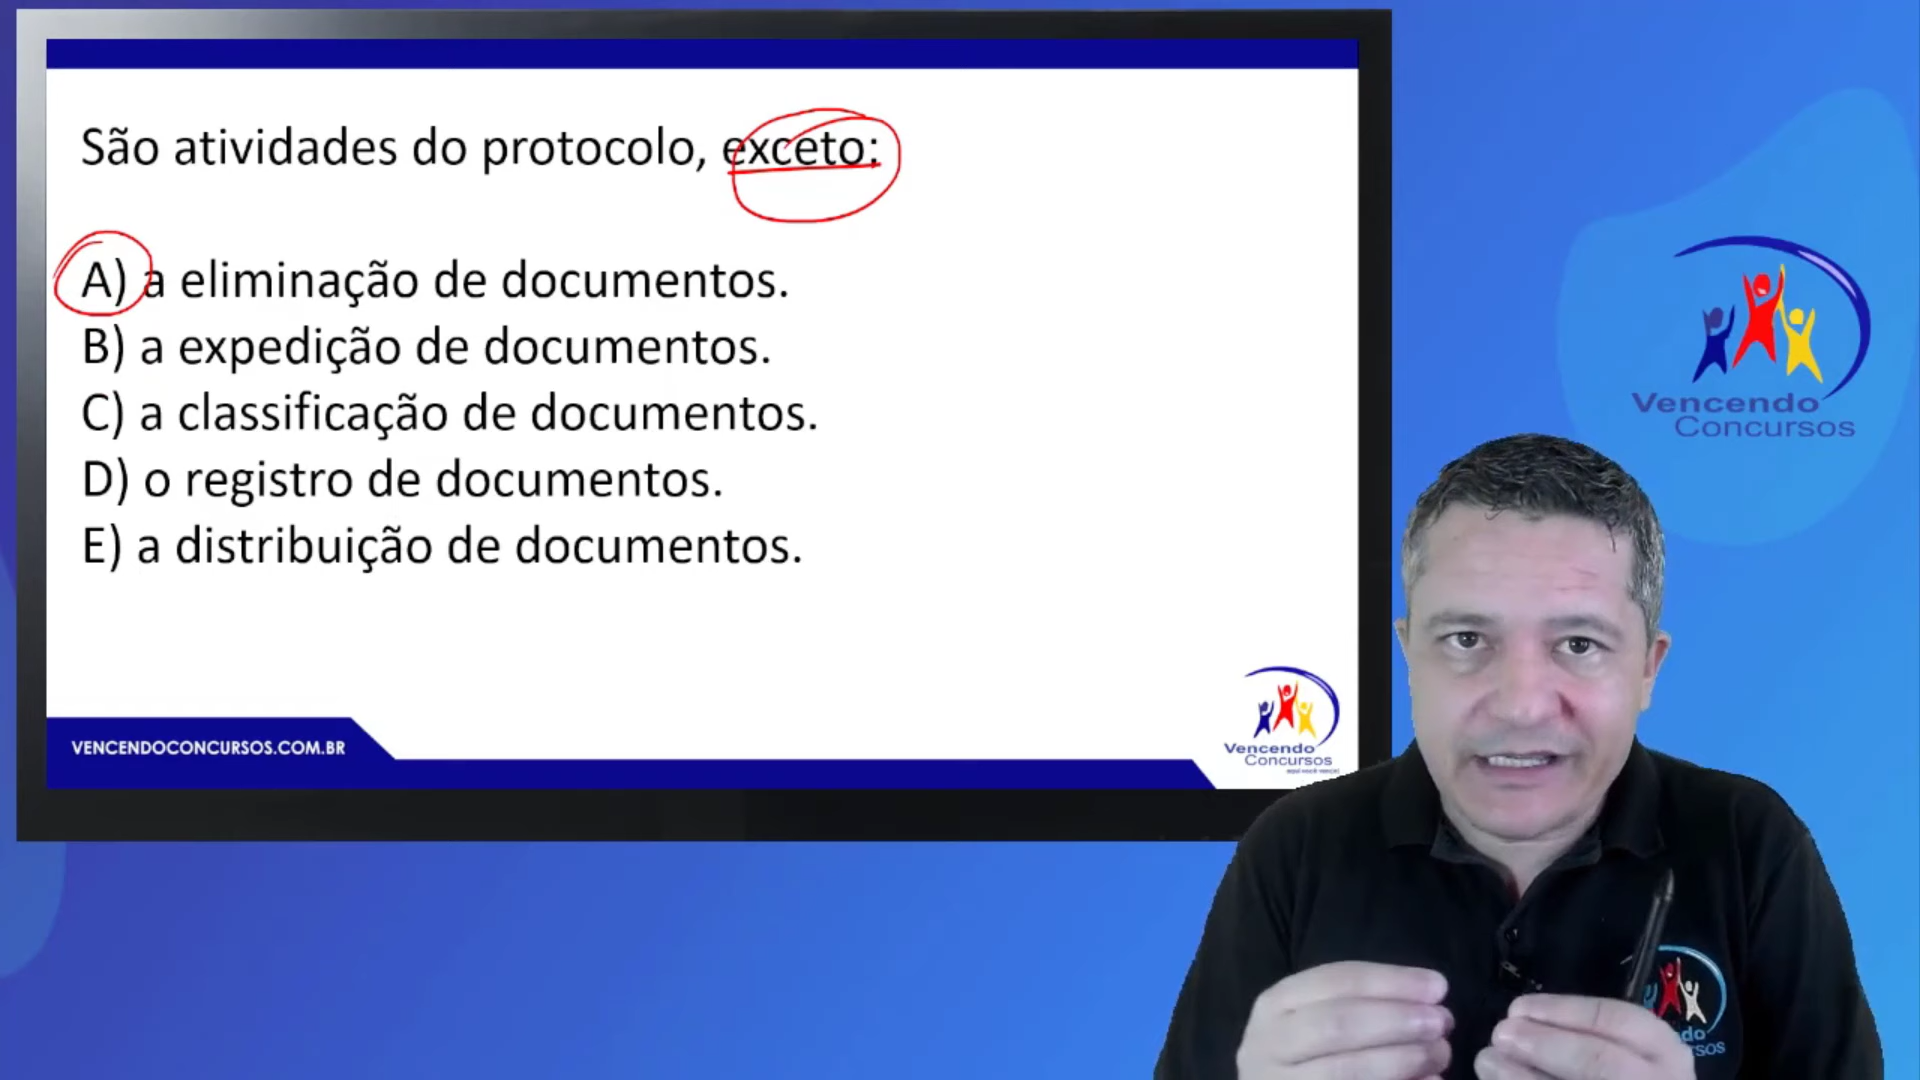 São atividades do protocolo, exceto:
A) a eliminação de documentos.
B) a expedição de documentos.
C) a classificação de documentos.
D) o registro de documentos.
E) a distribuição de documentos.
VENCENDOCONCURSOS.COM.BR
Vencendo
Concursos
Vencendo
Concursos